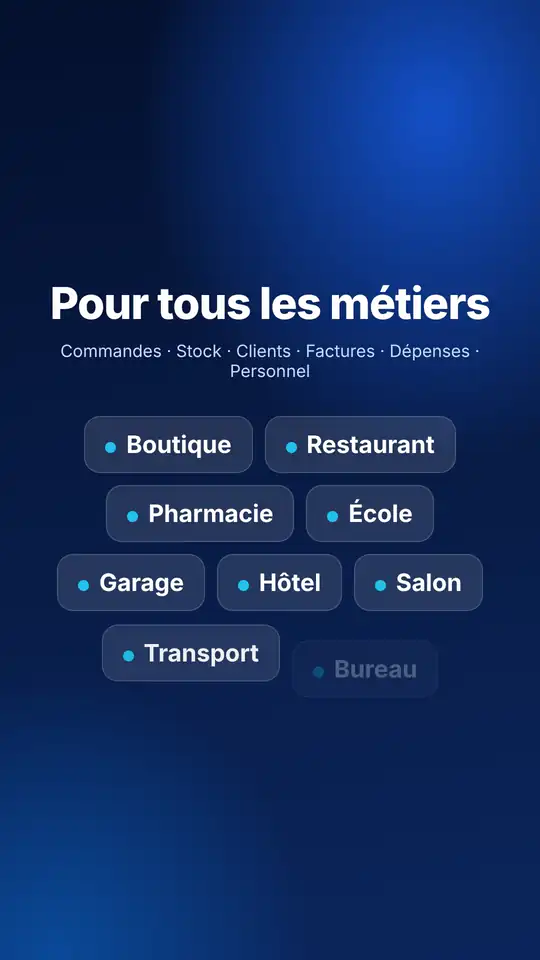 Pour tous les métiers
Commandes · Stock · Clients · Factures · Dépenses ·
Personnel
Boutique
Restaurant
Pharmacie
École
Garage
Hôtel
Salon
Transport
Bureau